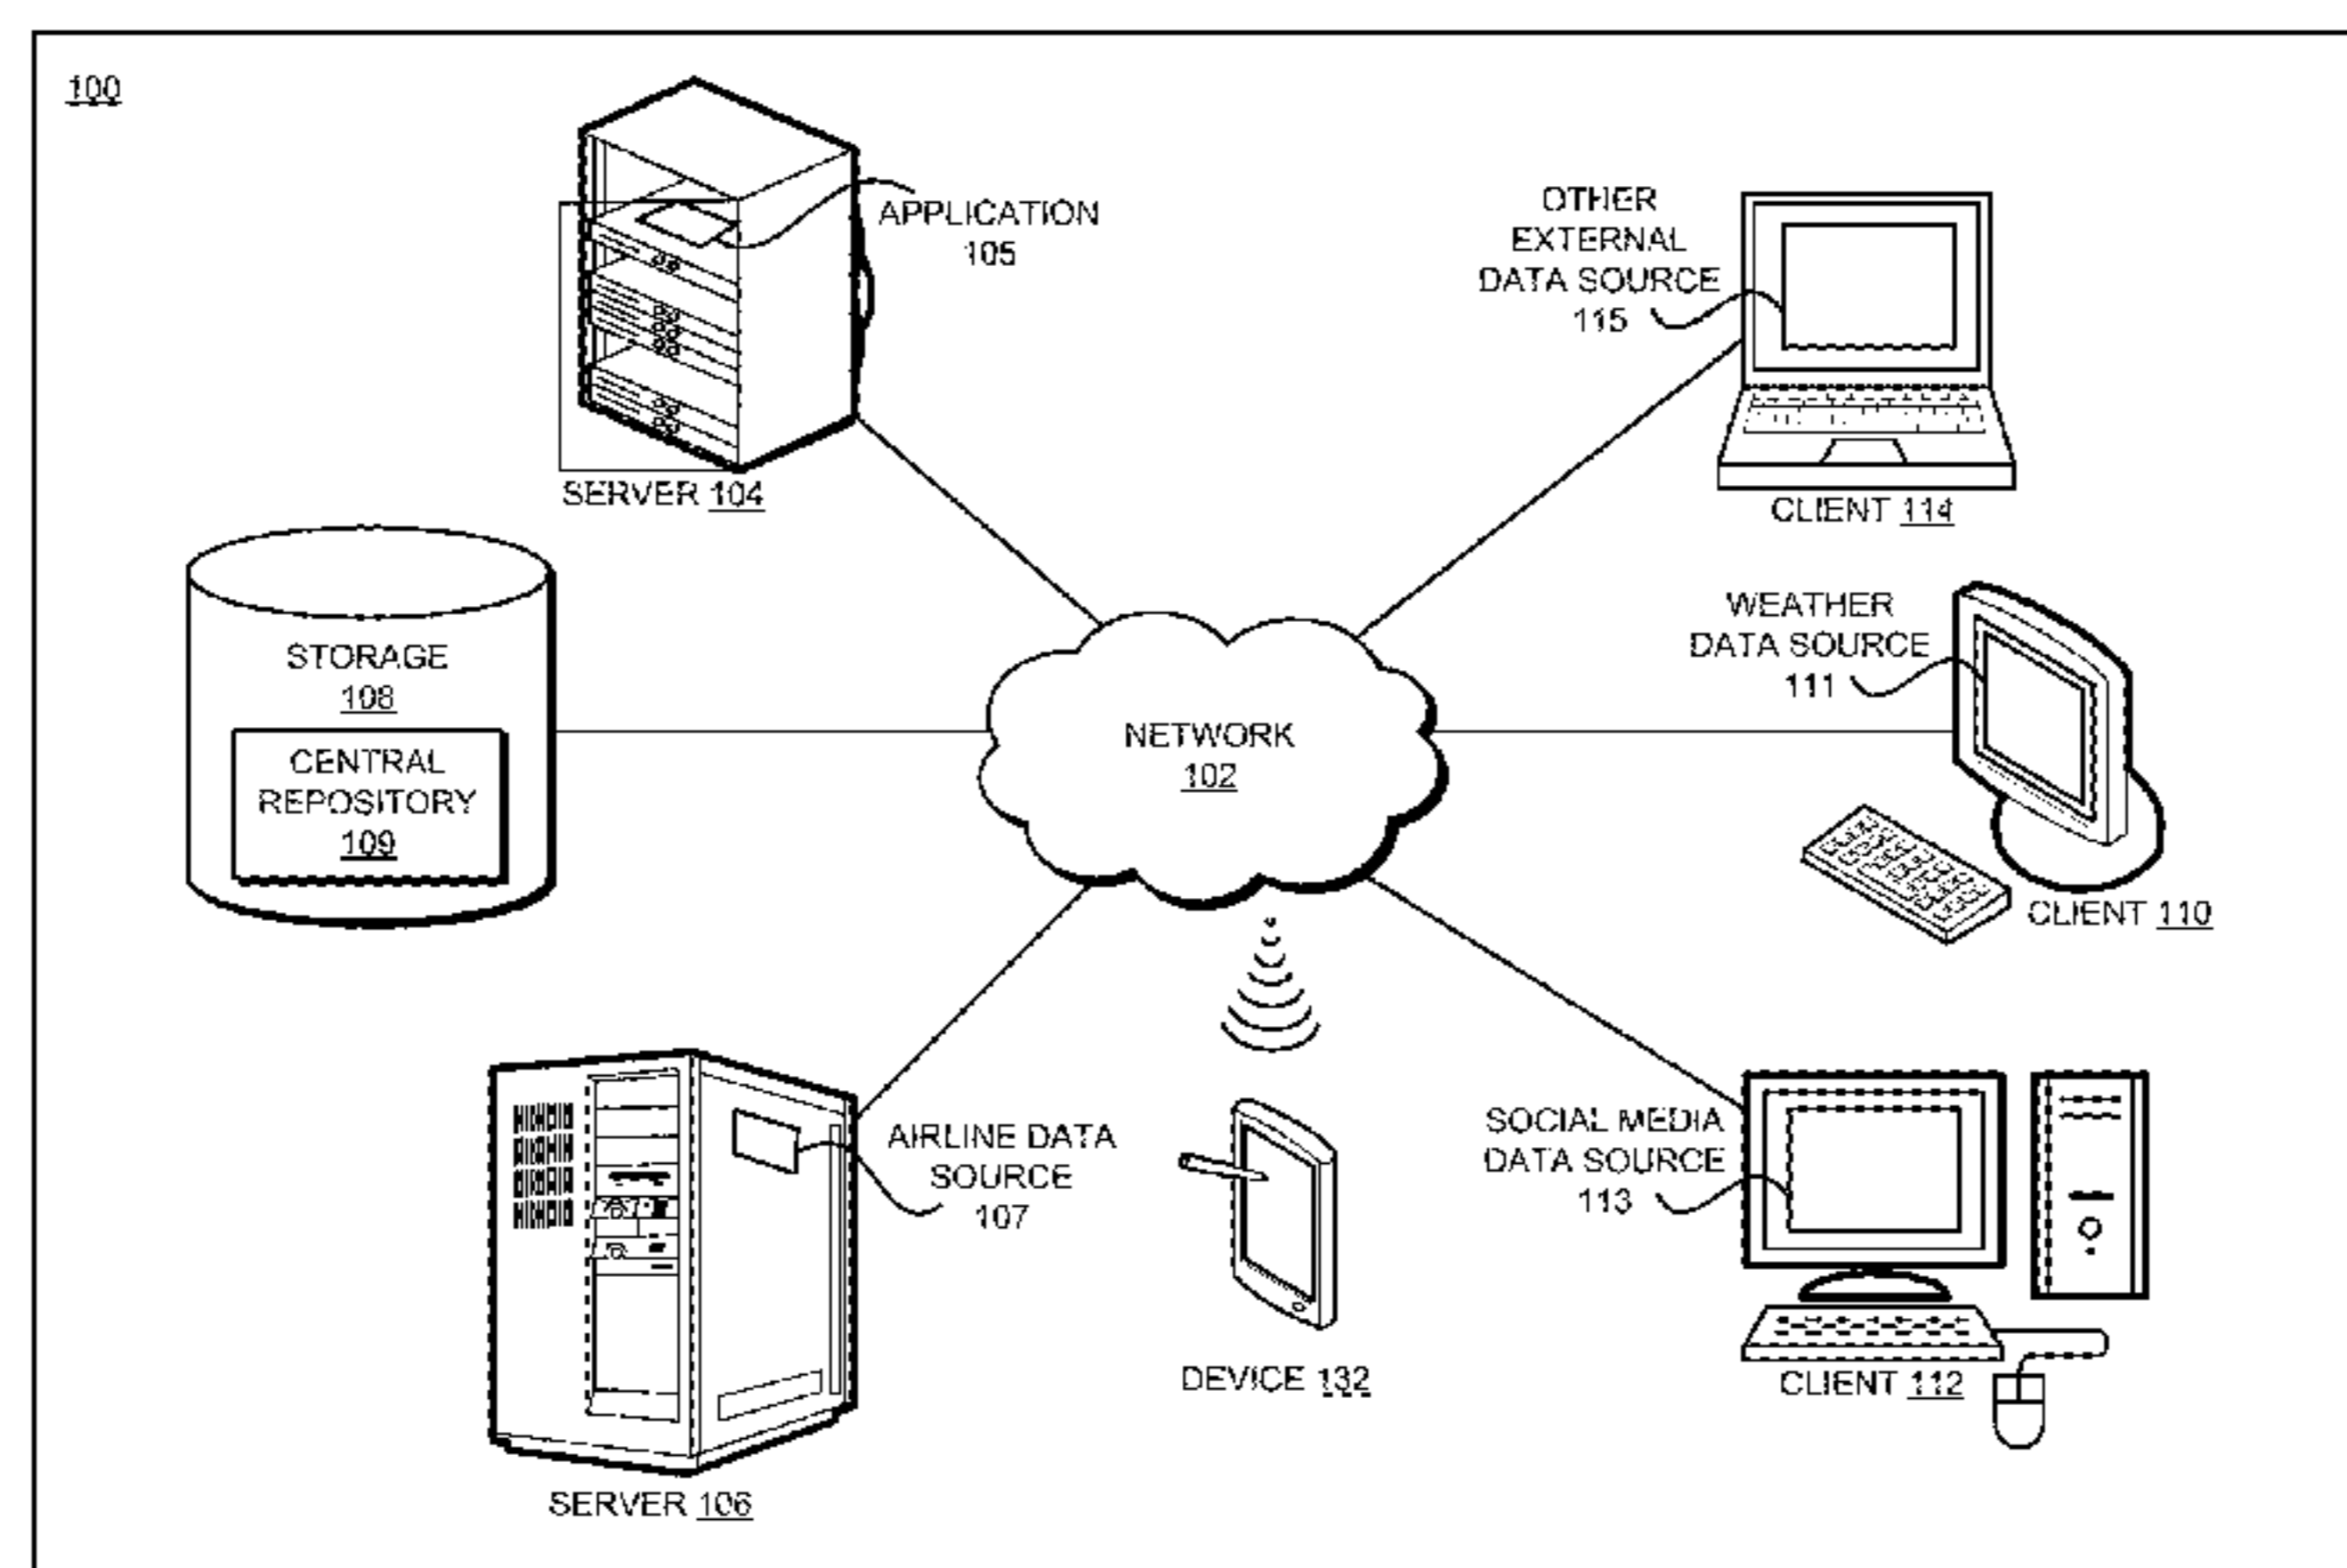 100
APPLICATION
105
SERVER 104
OTHER
EXTERNAL
DATA SOURCE
115
CLIENT 114
STORAGE
108
CENTRAL
REPOSITORY
109
NETWORK
102
WEATHER
DATA SOURCE
111
CLIENT 110
AIRLINE DATA
SOURCE
107
SERVER 106
DEVICE 132
SOCIAL MEDIA
DATA SOURCE
113
CLIENT 112